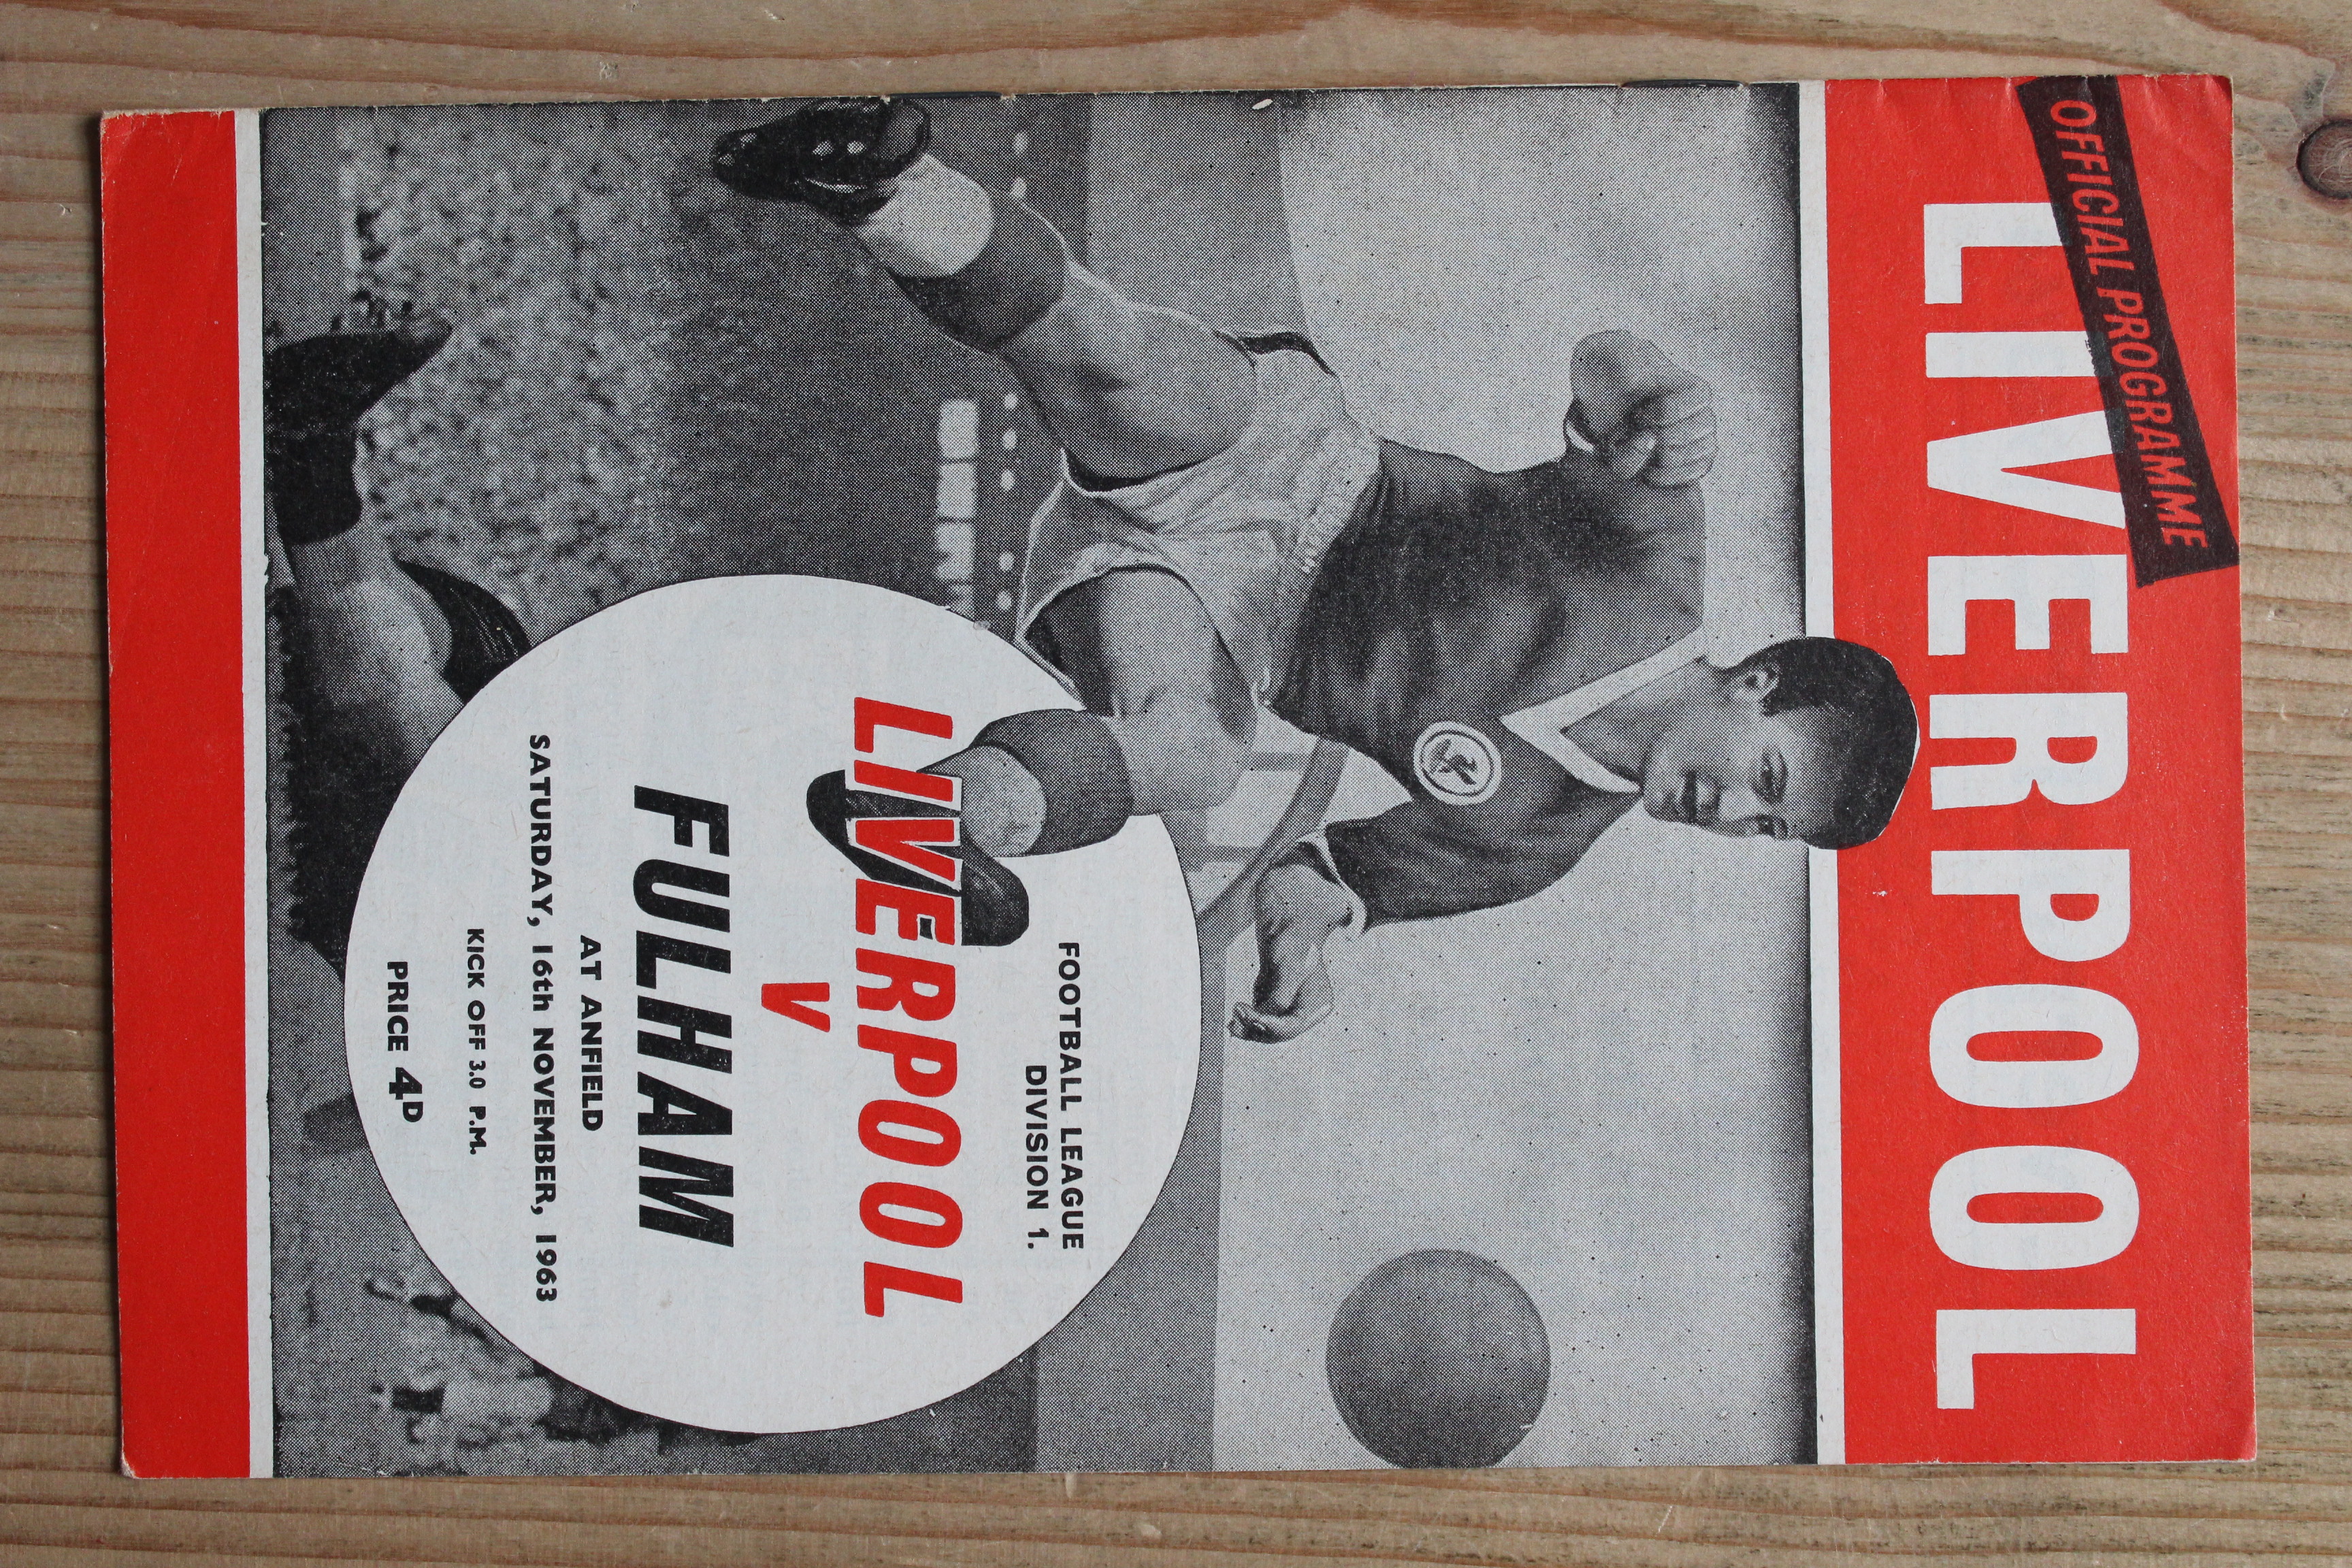 OFFICIAL PROGRAMME
LIVERPOOL
FOOTBALL LEAGUE
DIVISION 1.
LIVERPOOL
V
FULHAM
AT ANFIELD
SATURDAY, 16th NOVEMBER, 1963
KICK OFF 3.0 P.M.
PRICE 4D